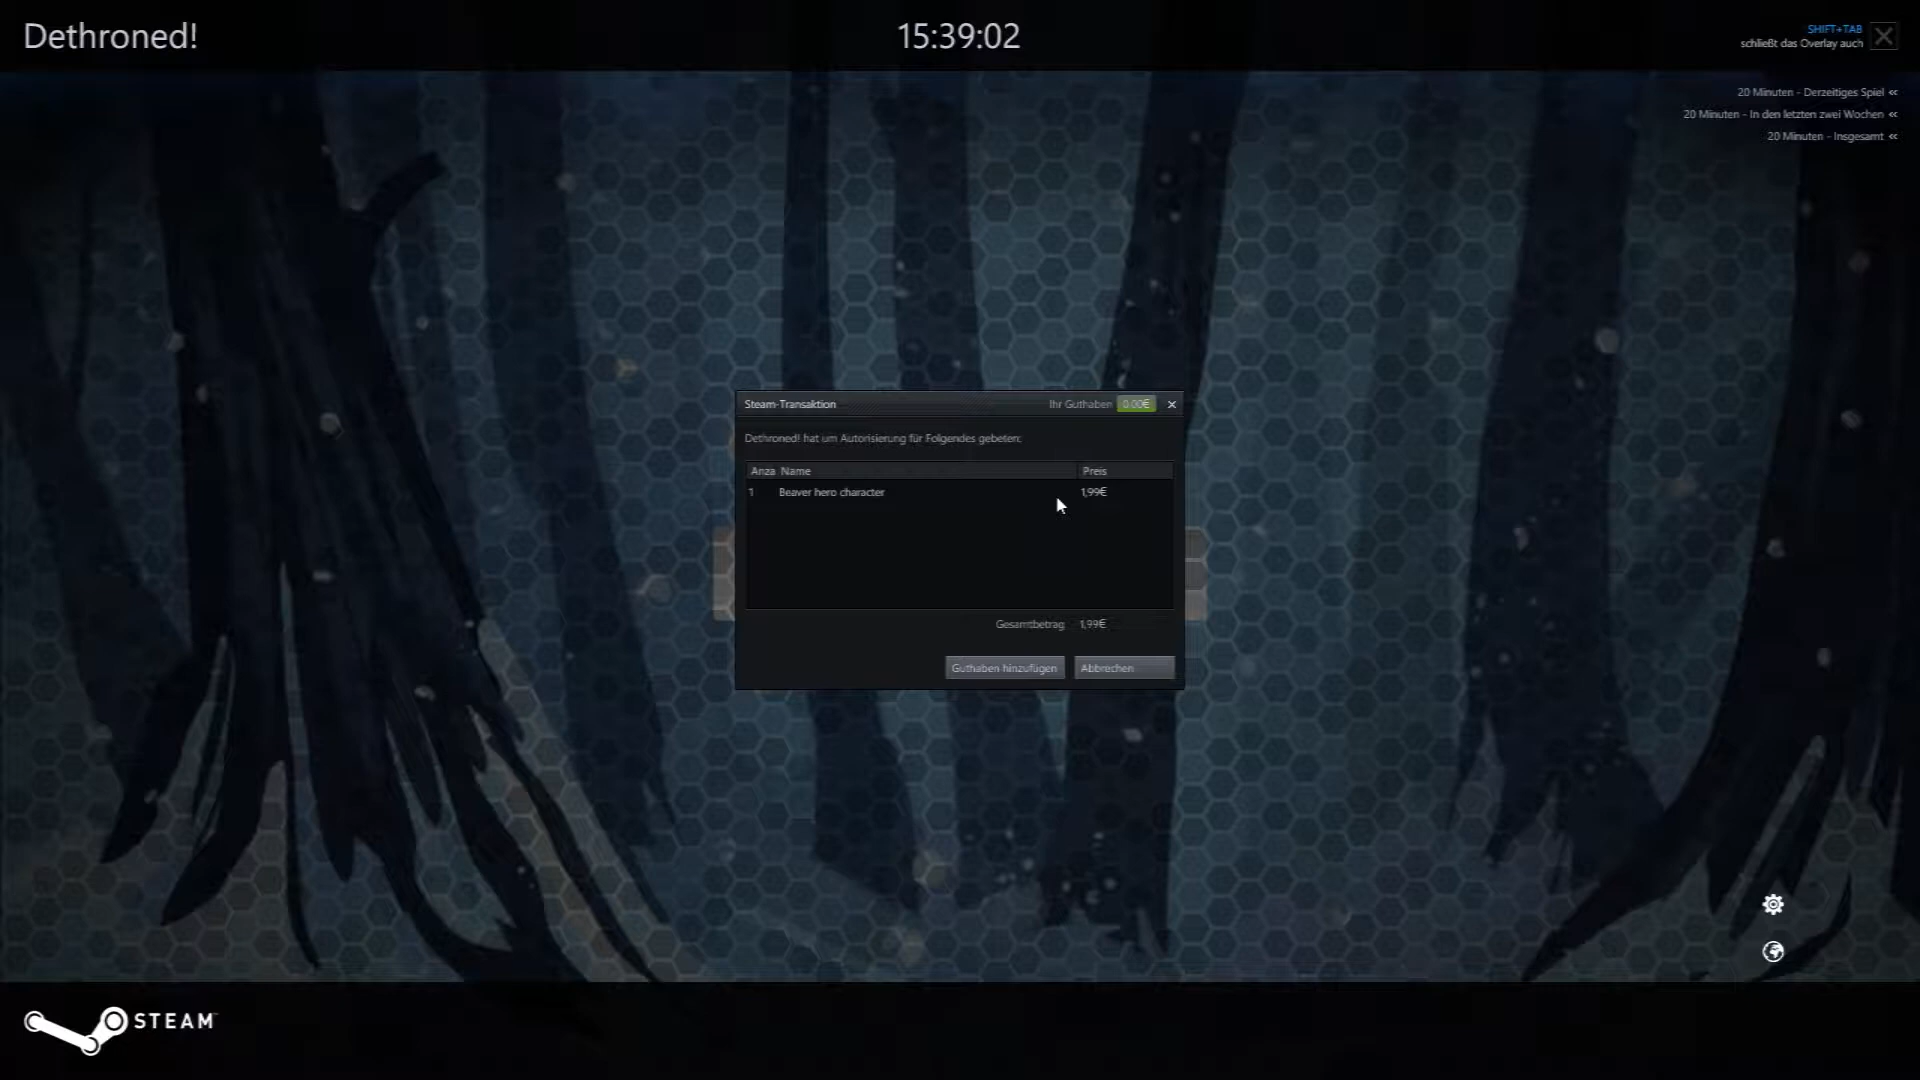 Dethroned!
15:39:02
SHIFT+TAB
schließt das Overlay auch
20 Minuten - Derzeitiges Spiel «
20 Minuten - In den letzten zwei Wochen «
20 Minuten - Insgesamt «
Steam-Transaktion Ihr Guthaben 0.00€
Dethroned! hat um Autorisierung für Folgendes gebeten:
Anza Name Preis
1 Beaver hero character 1,99€
Gesamtbetrag 1,99€
Guthaben hinzufügen Abbrechen
STEAM™